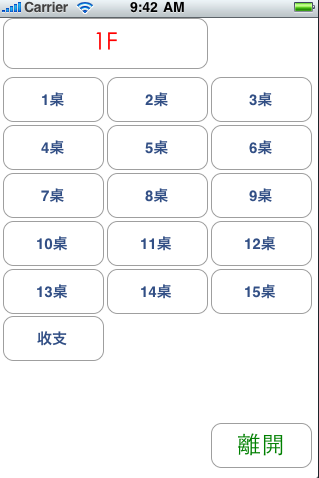 Carrier 9:42 AM
1F
1桌 2桌 3桌
4桌 5桌 6桌
7桌 8桌 9桌
10桌 11桌 12桌
13桌 14桌 15桌
收支
離開